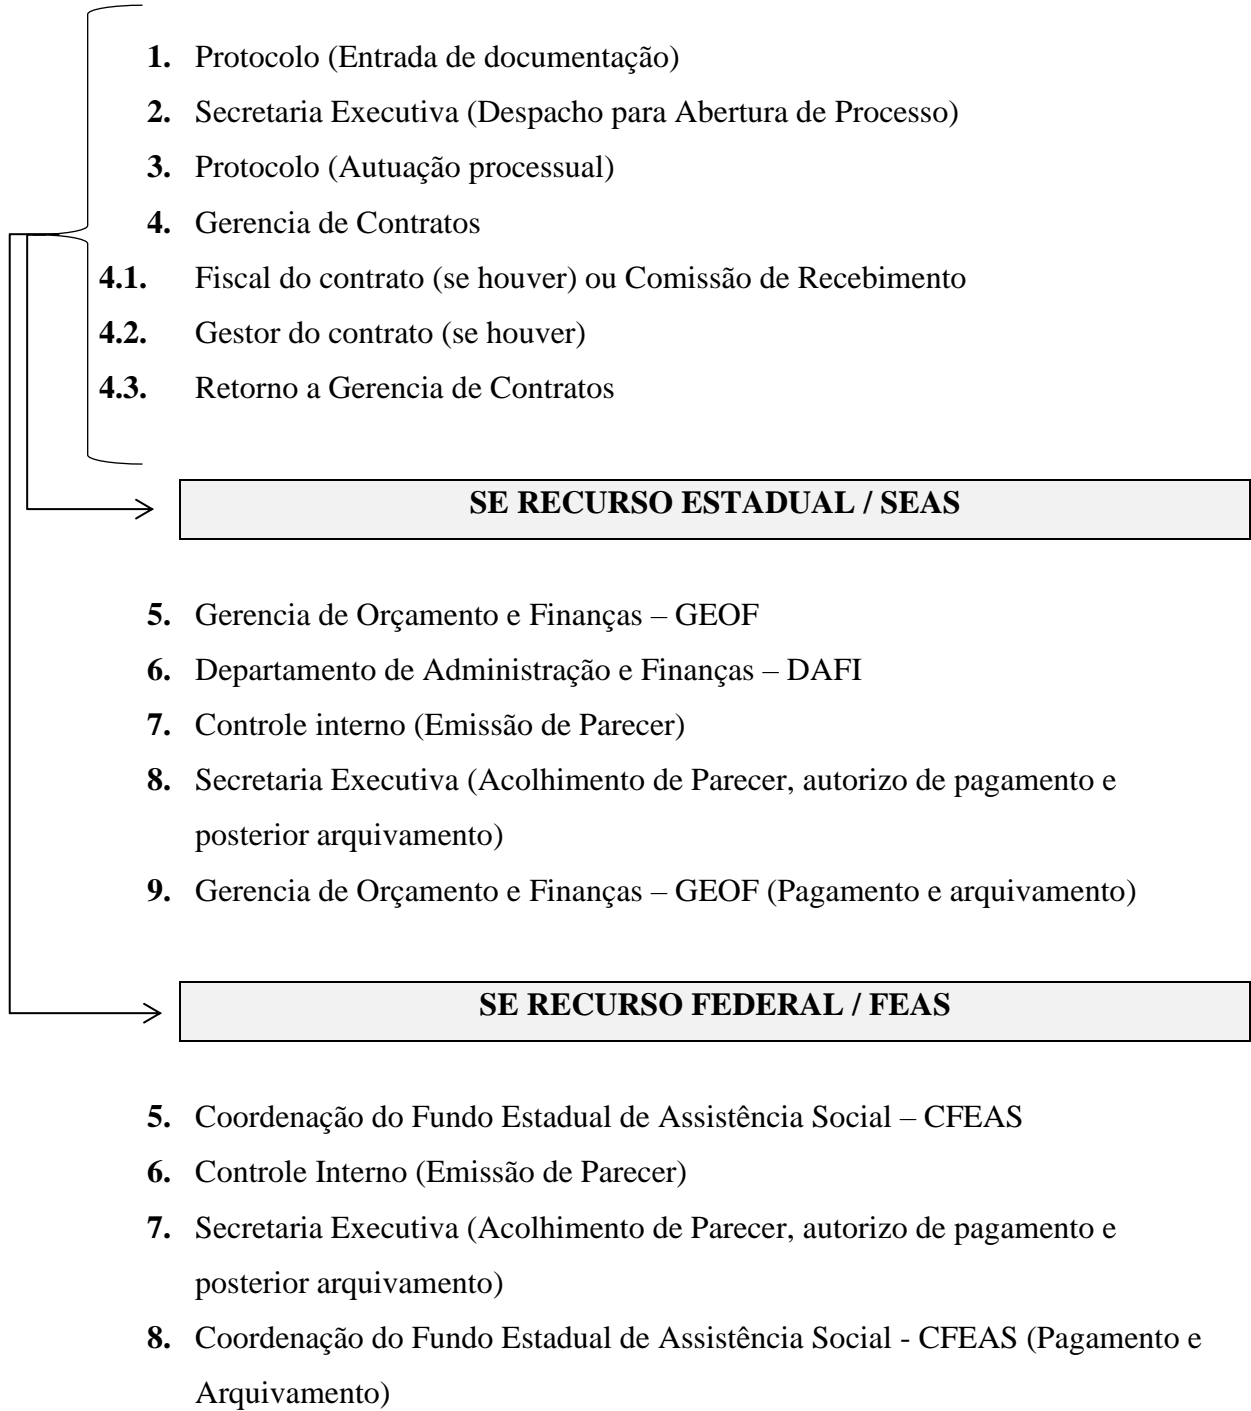 1. Protocolo (Entrada de documentação)
2. Secretaria Executiva (Despacho para Abertura de Processo)
3. Protocolo (Autuação processual)
4. Gerencia de Contratos
4.1. Fiscal do contrato (se houver) ou Comissão de Recebimento
4.2. Gestor do contrato (se houver)
4.3. Retorno a Gerencia de Contratos
SE RECURSO ESTADUAL / SEAS
5. Gerencia de Orçamento e Finanças – GEOF
6. Departamento de Administração e Finanças – DAFI
7. Controle interno (Emissão de Parecer)
8. Secretaria Executiva (Acolhimento de Parecer, autorizo de pagamento e
posterior arquivamento)
9. Gerencia de Orçamento e Finanças – GEOF (Pagamento e arquivamento)
SE RECURSO FEDERAL / FEAS
5. Coordenação do Fundo Estadual de Assistência Social – CFEAS
6. Controle Interno (Emissão de Parecer)
7. Secretaria Executiva (Acolhimento de Parecer, autorizo de pagamento e
posterior arquivamento)
8. Coordenação do Fundo Estadual de Assistência Social - CFEAS (Pagamento e
Arquivamento)